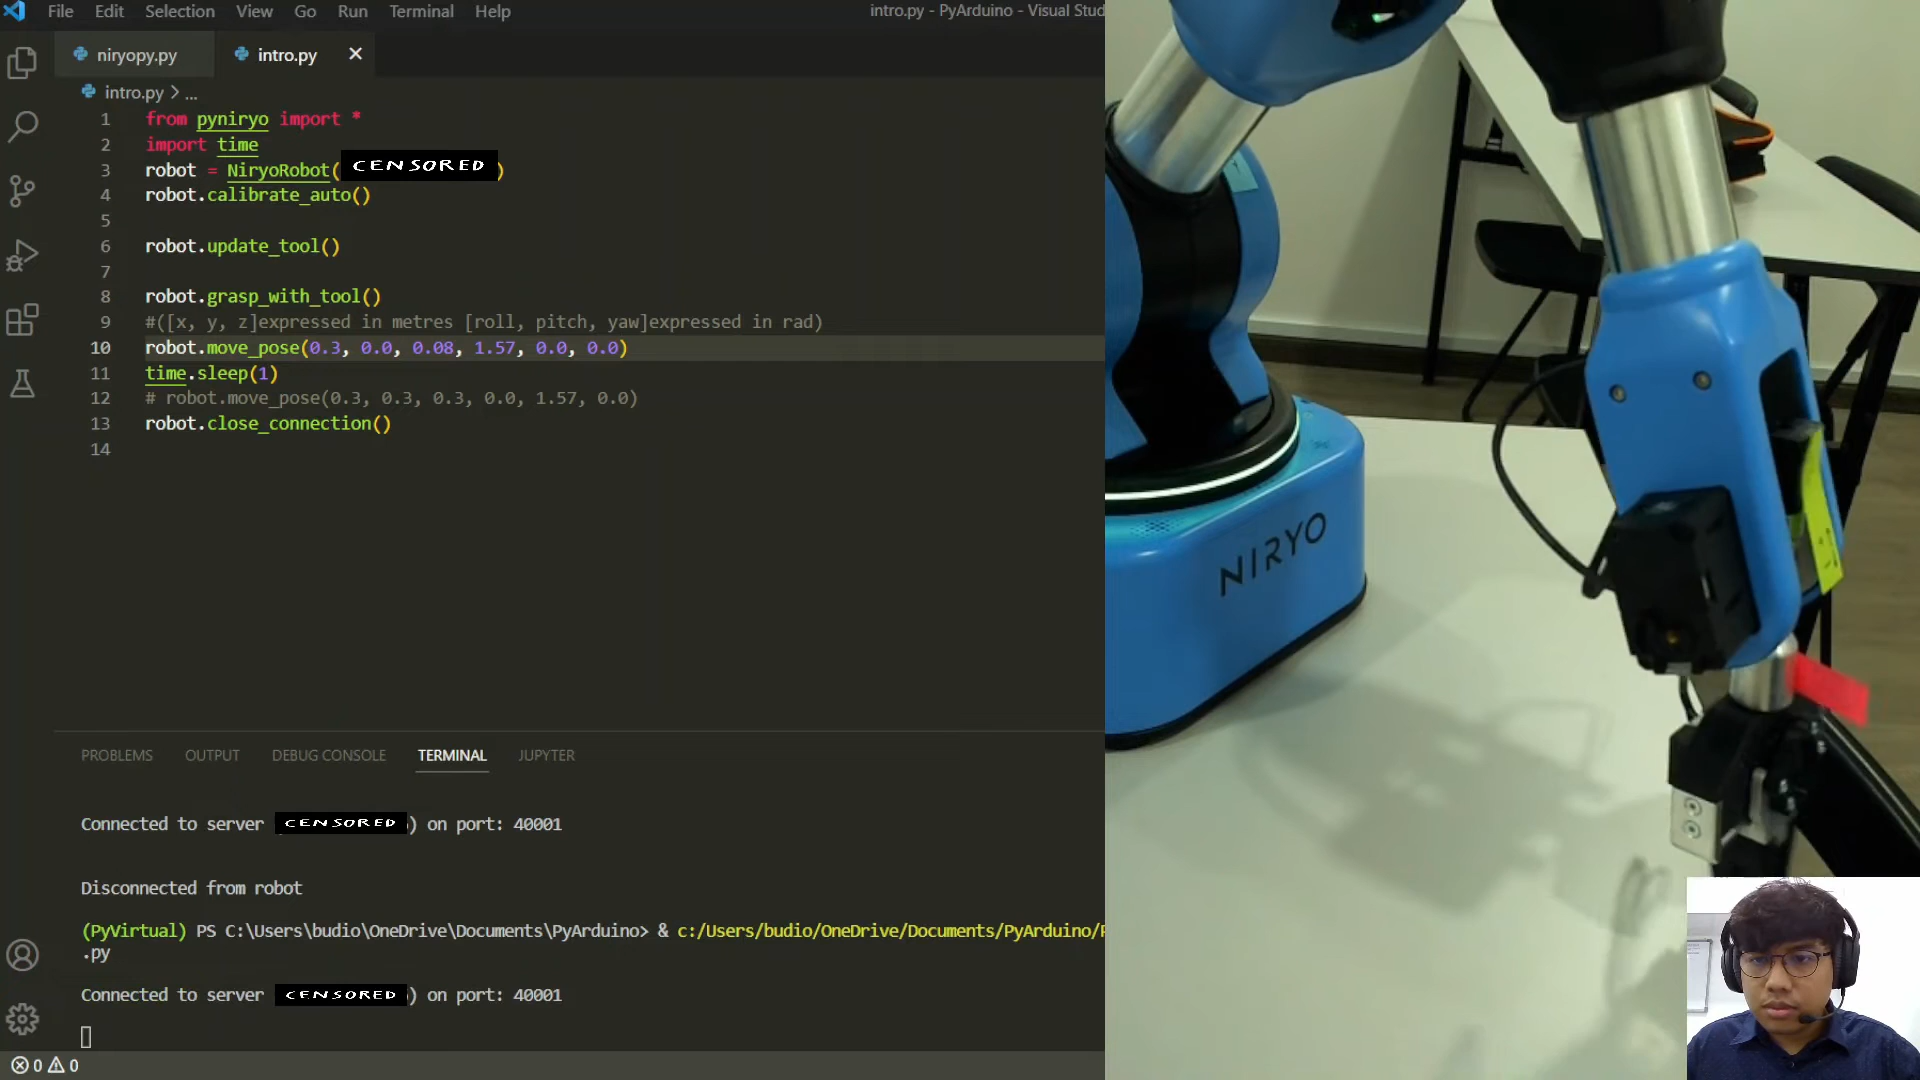 File Edit Selection View Go Run Terminal Help
intro.py - PyArduino - Visual Stud
niryopy.py
intro.py
intro.py > ...
1 from pyniryo import *
2 import time
3 robot = NiryoRobot( CENSORED )
4 robot.calibrate_auto()
5
6 robot.update_tool()
7
8 robot.grasp_with_tool()
9 #([x, y, z]expressed in metres [roll, pitch, yaw]expressed in rad)
10 robot.move_pose(0.3, 0.0, 0.08, 1.57, 0.0, 0.0)
11 time.sleep(1)
12 # robot.move_pose(0.3, 0.3, 0.3, 0.0, 1.57, 0.0)
13 robot.close_connection()
14
PROBLEMS OUTPUT DEBUG CONSOLE TERMINAL JUPYTER
Connected to server CENSORED ) on port: 40001
Disconnected from robot
(PyVirtual) PS C:\Users\budio\OneDrive\Documents\PyArduino> & c:/Users/budio/OneDrive/Documents/PyArduino/
.py
Connected to server CENSORED ) on port: 40001
0 0
NIRYO